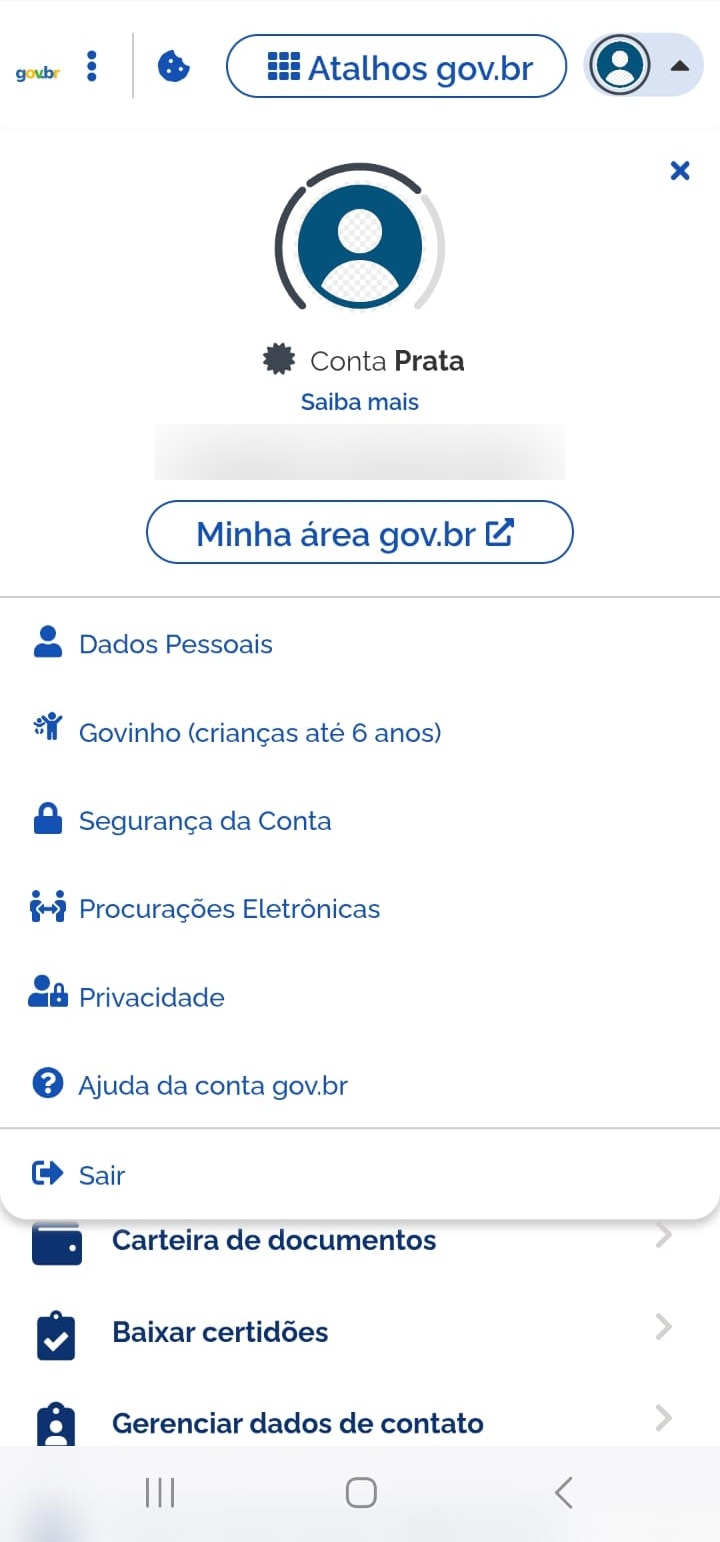 gov.br
Atalhos gov.br
Conta Prata
Saiba mais
Minha área gov.br
Dados Pessoais
Govinho (crianças até 6 anos)
Segurança da Conta
Procurações Eletrônicas
Privacidade
Ajuda da conta gov.br
Sair
Carteira de documentos
Baixar certidões
Gerenciar dados de contato